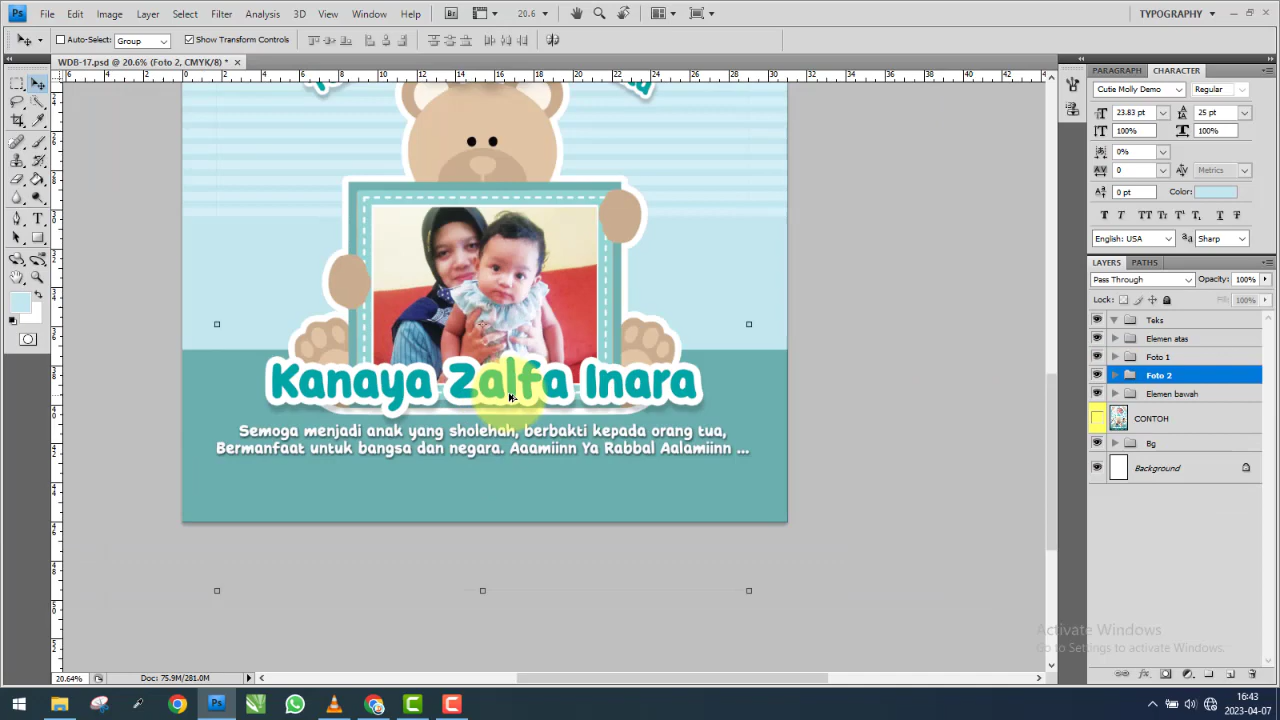 Ps File Edit Image Layer Select Filter Analysis 3D View Window Help Br 20.6 TYPOGRAPHY
Auto-Select: Group Show Transform Controls
WDB-17.psd @ 20.6% (Foto 2, CMYK/8) *
PARAGRAPH CHARACTER
Cutie Molly Demo Regular
23.83 pt 25 pt
100% 100%
0%
0 Metrics
0 pt Color:
English: USA Sharp
LAYERS PATHS
Pass Through Opacity: 100%
Lock: Fill: 100%
Teks
Elemen atas
Foto 1
Foto 2
Elemen bawah
CONTOH
Bg
Background
Kanaya Zalfa Inara
Semoga menjadi anak yang sholehah, berbakti kepada orang tua,
Bermanfaat untuk bangsa dan negara. Aaamiinn Ya Rabbal Aalamiinn ...
Activate Windows
Go to Settings to activate Windows.
20.64% Doc: 75.9M/281.0M
16:43
2023-04-07